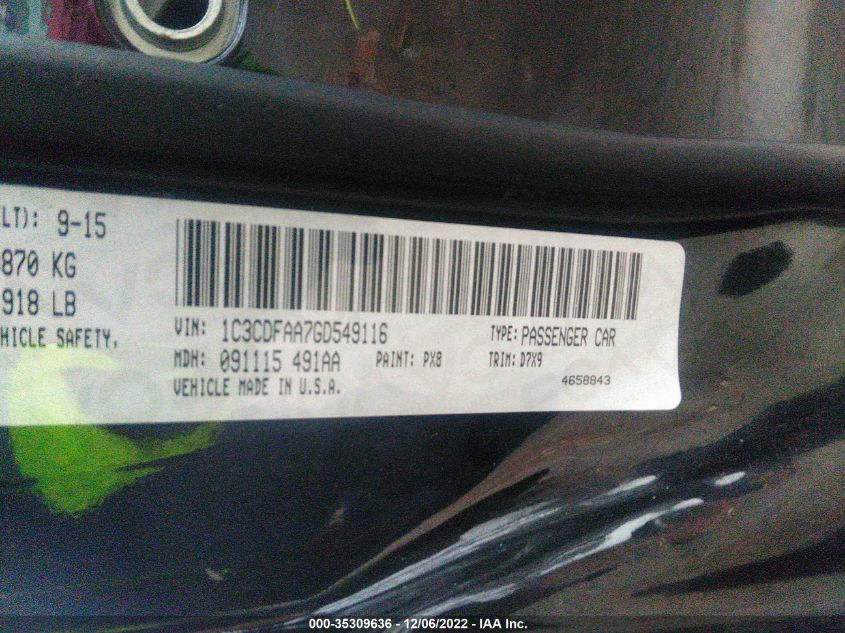 LT): 9-15
870 KG
918 LB
HICLE SAFETY,
VIN: 1C3CDFAA7GD549116 TYPE: PASSENGER CAR
MDH: 091115 491AA PAINT: PX8 TRIM: D7X9
VEHICLE MADE IN U.S.A. 4658843
000-35309636 - 12/06/2022 - IAA Inc.